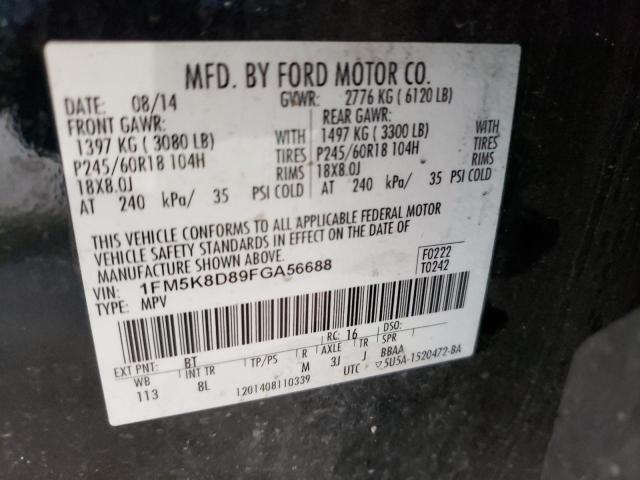 MFD. BY FORD MOTOR CO.
DATE: 08/14 GVWR: 2776 KG ( 6120 LB)
FRONT GAWR: REAR GAWR:
1397 KG ( 3080 LB) WITH 1497 KG ( 3300 LB) WITH
P245/60R18 104H TIRES P245/60R18 104H TIRES
18X8.0J RIMS 18X8.0J RIMS
AT 240 kPa/ 35 PSI COLD AT 240 kPa/ 35 PSI COLD
THIS VEHICLE CONFORMS TO ALL APPLICABLE FEDERAL MOTOR
VEHICLE SAFETY STANDARDS IN EFFECT ON THE DATE OF
MANUFACTURE SHOWN ABOVE.
F0222
T0242
VIN: 1FM5K8D89FGA56688
TYPE: MPV
RC: 16 DSO:
EXT PNT: BT
WB INT TR TP/PS R AXLE TR SPR
113 8L M 3J J BBAA
1201408110339 UTC ▽5U5A-1520472-BA